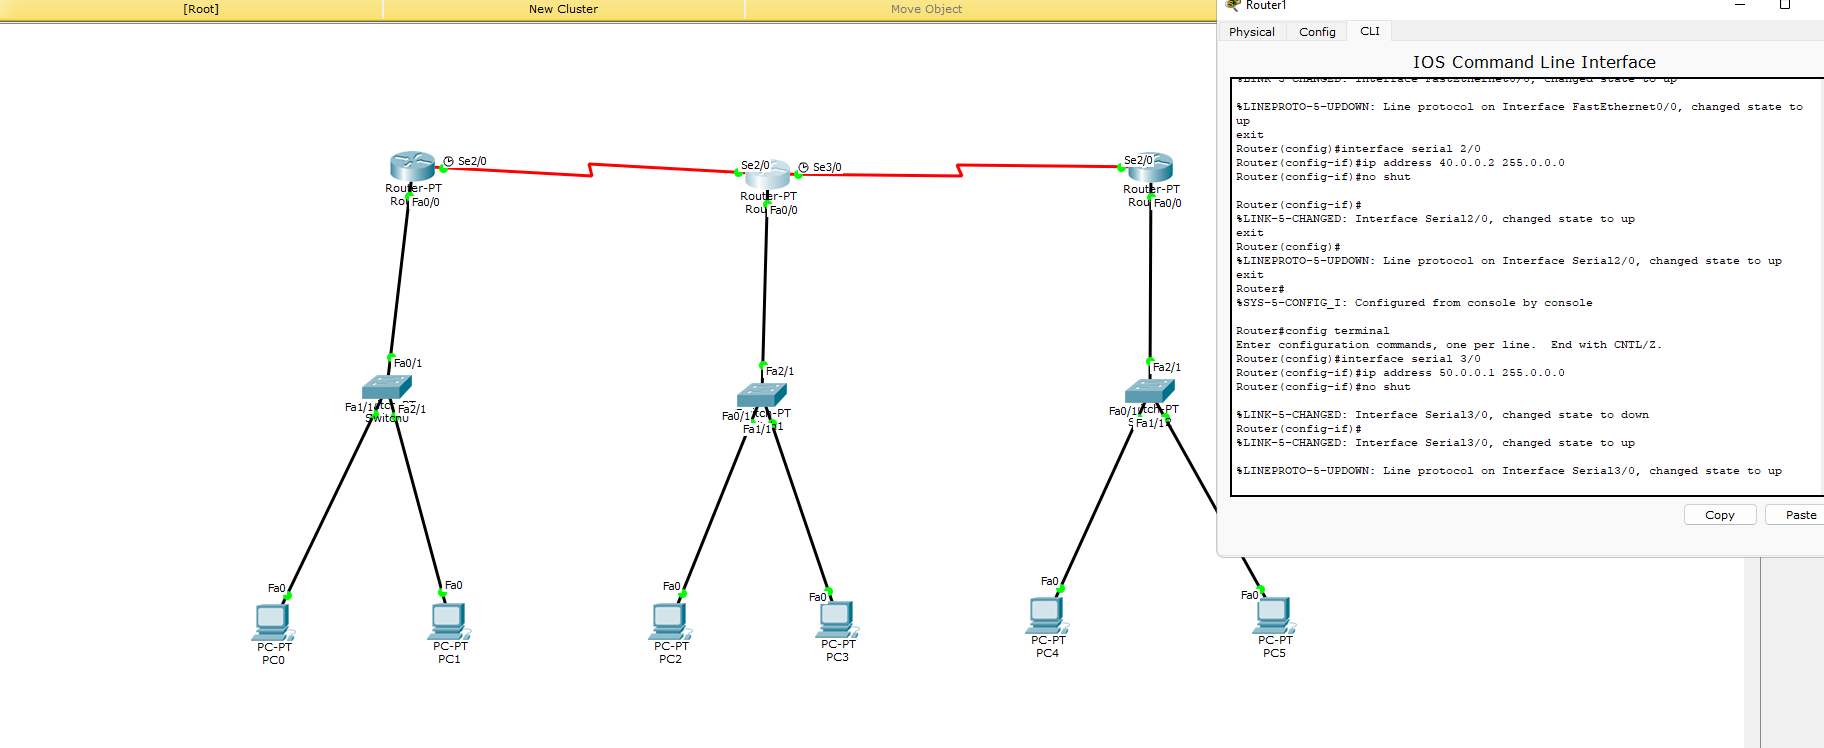 [Root]
New Cluster
Move Object
Router1
Physical
Config
CLI
IOS Command Line Interface
%LINK-5-CHANGED: Interface FastEthernet0/0, changed state to up
%LINEPROTO-5-UPDOWN: Line protocol on Interface FastEthernet0/0, changed state to
up
exit
Router(config)#interface serial 2/0
Router(config-if)#ip address 40.0.0.2 255.0.0.0
Router(config-if)#no shut
Router(config-if)#
%LINK-5-CHANGED: Interface Serial2/0, changed state to up
exit
Router(config)#
%LINEPROTO-5-UPDOWN: Line protocol on Interface Serial2/0, changed state to up
exit
Router#
%SYS-5-CONFIG_I: Configured from console by console
Router#config terminal
Enter configuration commands, one per line.  End with CNTL/Z.
Router(config)#interface serial 3/0
Router(config-if)#ip address 50.0.0.1 255.0.0.0
Router(config-if)#no shut
%LINK-5-CHANGED: Interface Serial3/0, changed state to down
Router(config-if)#
%LINK-5-CHANGED: Interface Serial3/0, changed state to up
%LINEPROTO-5-UPDOWN: Line protocol on Interface Serial3/0, changed state to up
Copy
Paste
Se2/0
Router-PT
Rou
Fa0/0
Se2/0
Se3/0
Router-PT
Rou
Fa0/0
Se2/0
Router-PT
Rou
Fa0/0
Fa0/1
Fa1/1
Fa2/1
Switch0
Fa2/1
Fa0/1
Fa1/1
Fa2/1
Fa0/1
Fa1/1
Fa0
PC-PT
PC0
Fa0
PC-PT
PC1
Fa0
PC-PT
PC2
Fa0
PC-PT
PC3
Fa0
PC-PT
PC4
Fa0
PC-PT
PC5